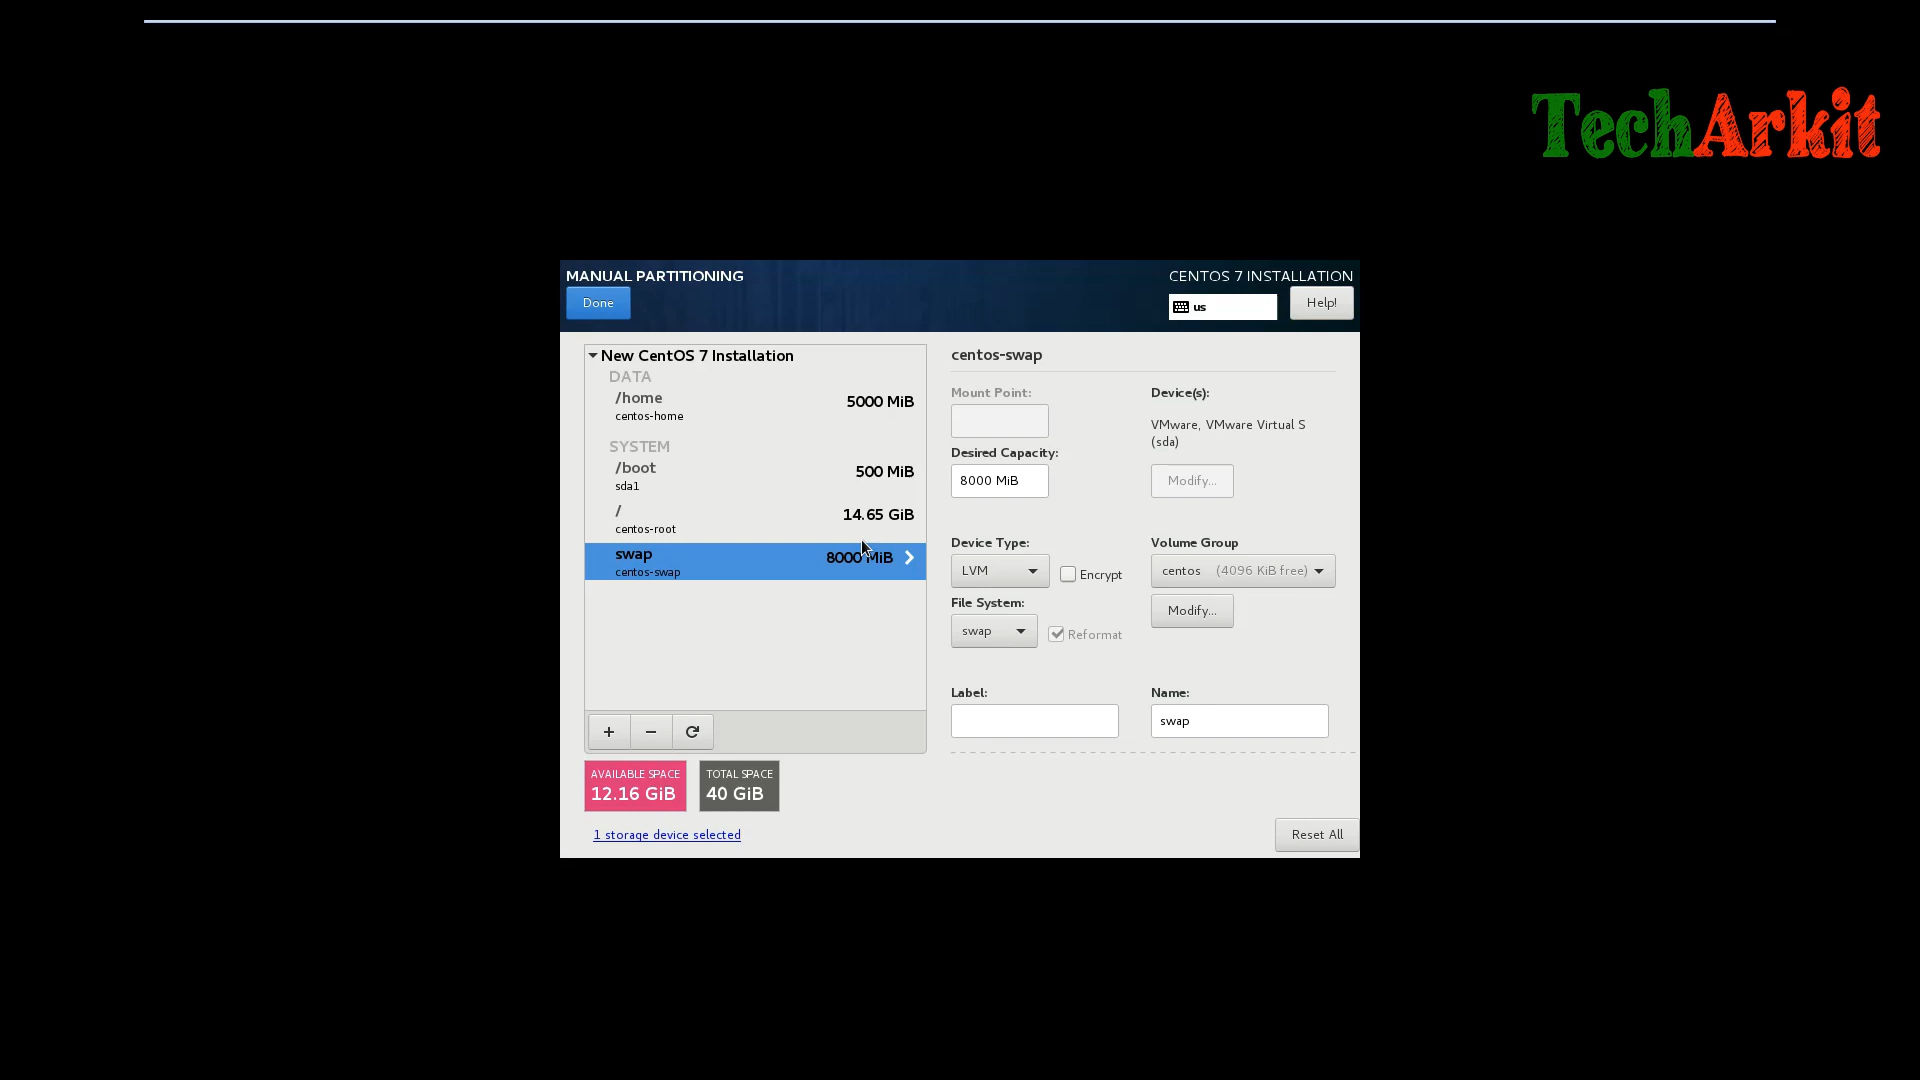 TechArkit
MANUAL PARTITIONING
CENTOS 7 INSTALLATION
Done
us
Help!
New CentOS 7 Installation
DATA
/home
5000 MiB
centos-home
SYSTEM
/boot
500 MiB
sda1
/
14.65 GiB
centos-root
swap
8000 MiB
centos-swap
+
−
AVAILABLE SPACE
12.16 GiB
TOTAL SPACE
40 GiB
1 storage device selected
centos-swap
Mount Point:
Desired Capacity:
8000 MiB
Device(s):
VMware, VMware Virtual S
(sda)
Modify...
Device Type:
LVM
Encrypt
File System:
swap
Reformat
Volume Group
centos (4096 KiB free)
Modify...
Label:
Name:
swap
Reset All